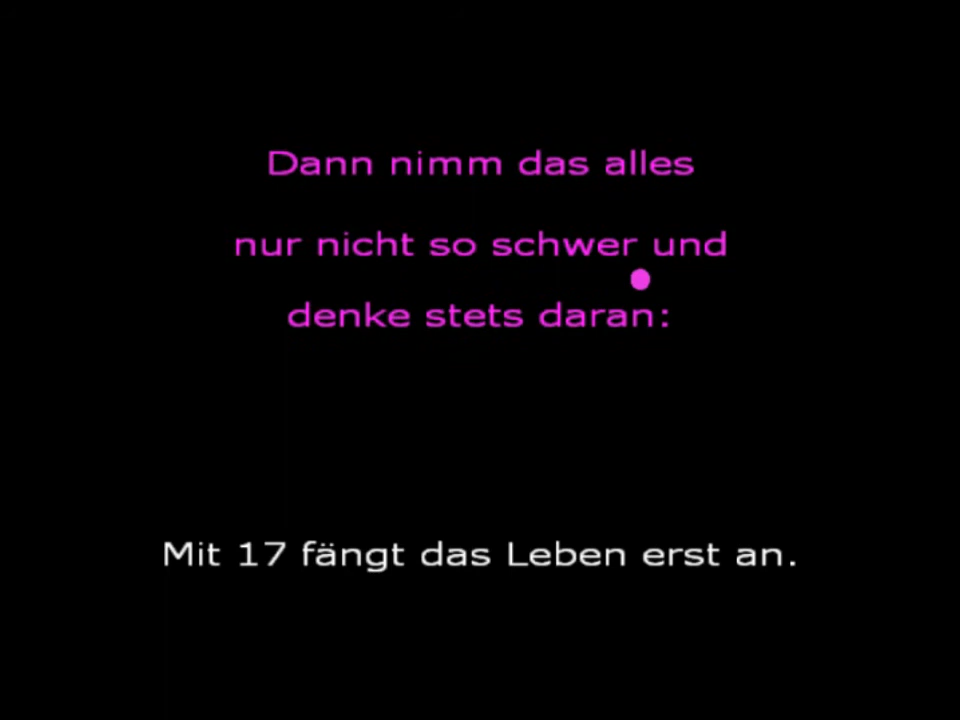 Dann nimm das alles
nur nicht so schwer und
denke stets daran:
Mit 17 fängt das Leben erst an.